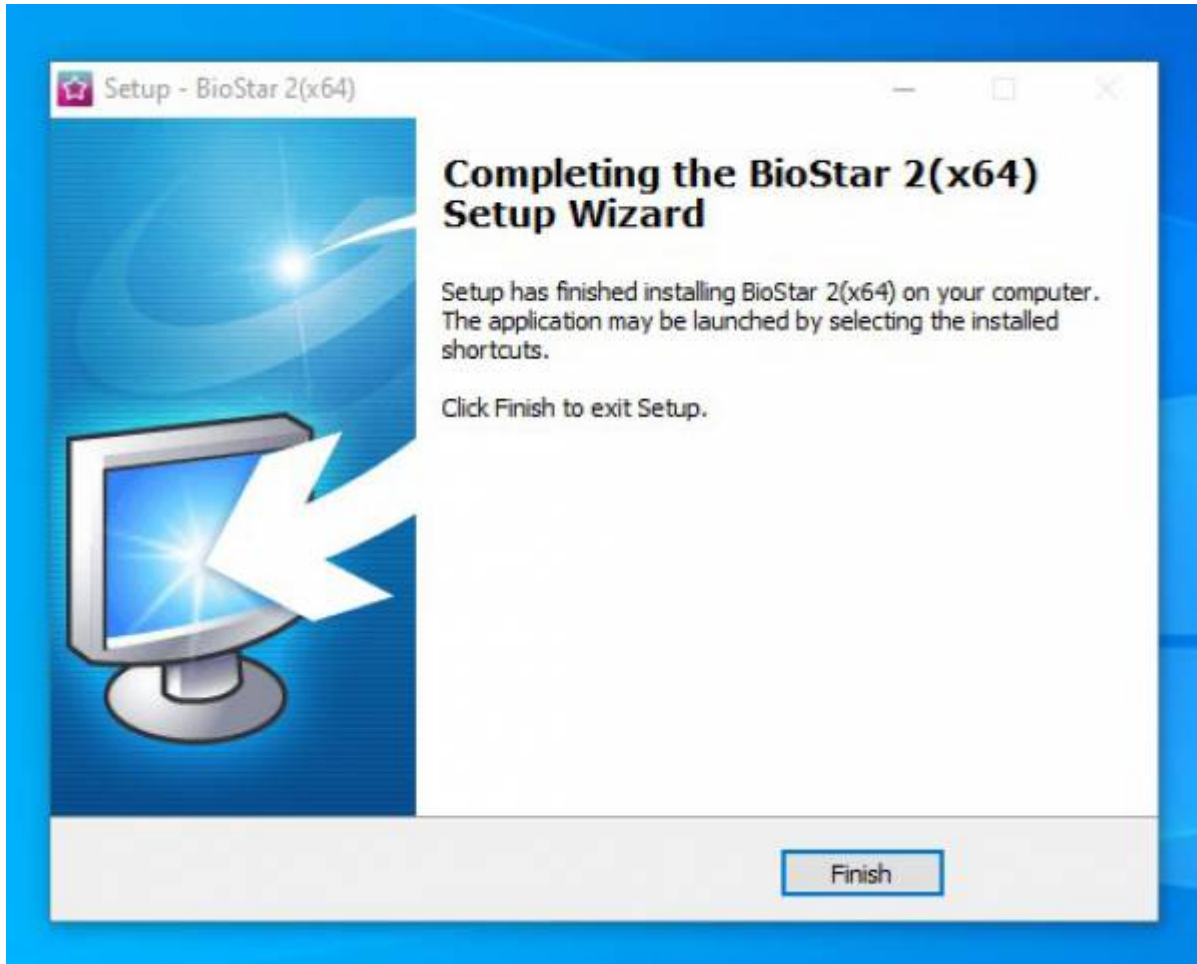 Setup - BioStar 2(x64)
Completing the BioStar 2(x64)
Setup Wizard
Setup has finished installing BioStar 2(x64) on your computer.
The application may be launched by selecting the installed
shortcuts.
Click Finish to exit Setup.
Finish